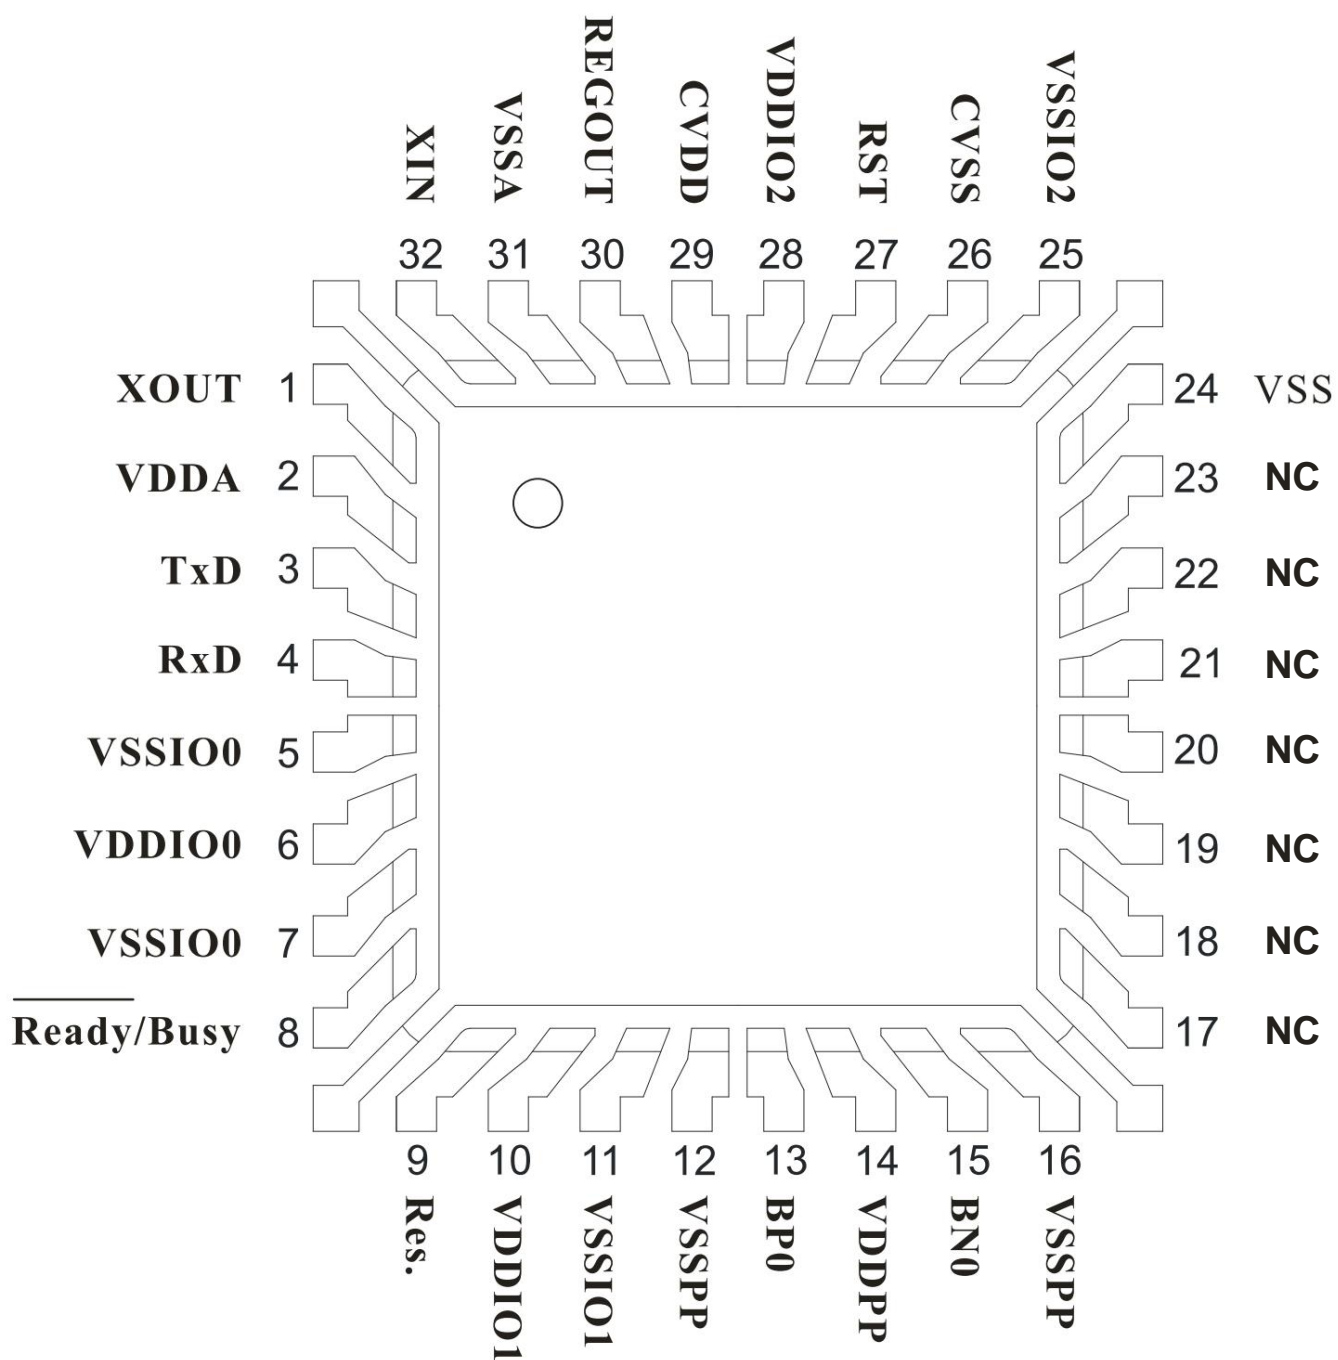 XIN
VSSA
REGOUT
CVDD
VDDIO2
RST
CVSS
VSSIO2
32 31 30 29 28 27 26 25
XOUT 1
VDDA 2
TxD 3
RxD 4
VSSIO0 5
VDDIO0 6
VSSIO0 7
Ready/Busy 8
24 VSS
23 NC
22 NC
21 NC
20 NC
19 NC
18 NC
17 NC
9 10 11 12 13 14 15 16
Res.
VDDIO1
VSSIO1
VSSPP
BP0
VDDPP
BN0
VSSPP